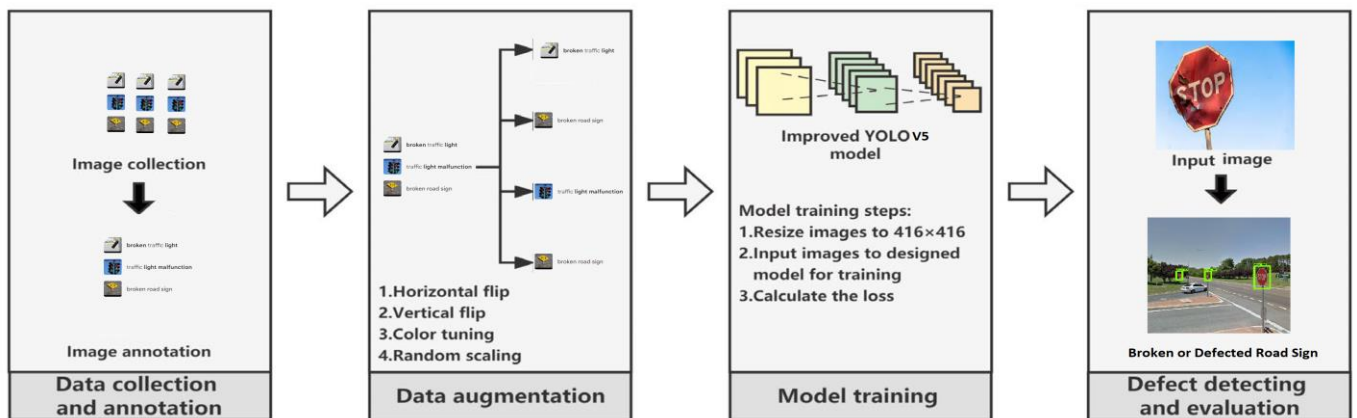 Image collection
broken traffic light
traffic light malfunction
broken road sign
Image annotation
Data collection
and annotation
broken traffic light
traffic light malfunction
broken road sign
broken traffic light
broken road sign
traffic light malfunction
broken road sign
1.Horizontal flip
2.Vertical flip
3.Color tuning
4.Random scaling
Data augmentation
Improved YOLO V5
model
Model training steps:
1.Resize images to 416×416
2.Input images to designed
model for training
3.Calculate the loss
Model training
STOP
Input image
Broken or Defected Road Sign
Defect detecting
and evaluation